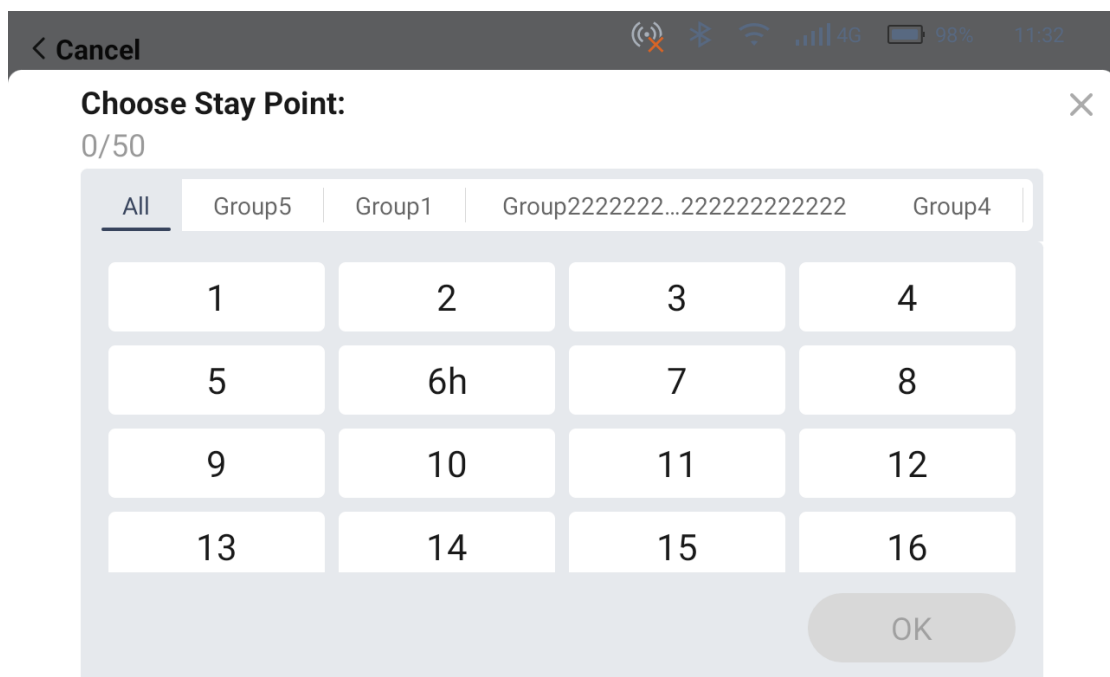 4G 98% 11:32
< Cancel
Choose Stay Point:
0/50
All Group5 Group1 Group2222222...222222222222 Group4
1 2 3 4
5 6h 7 8
9 10 11 12
13 14 15 16
OK